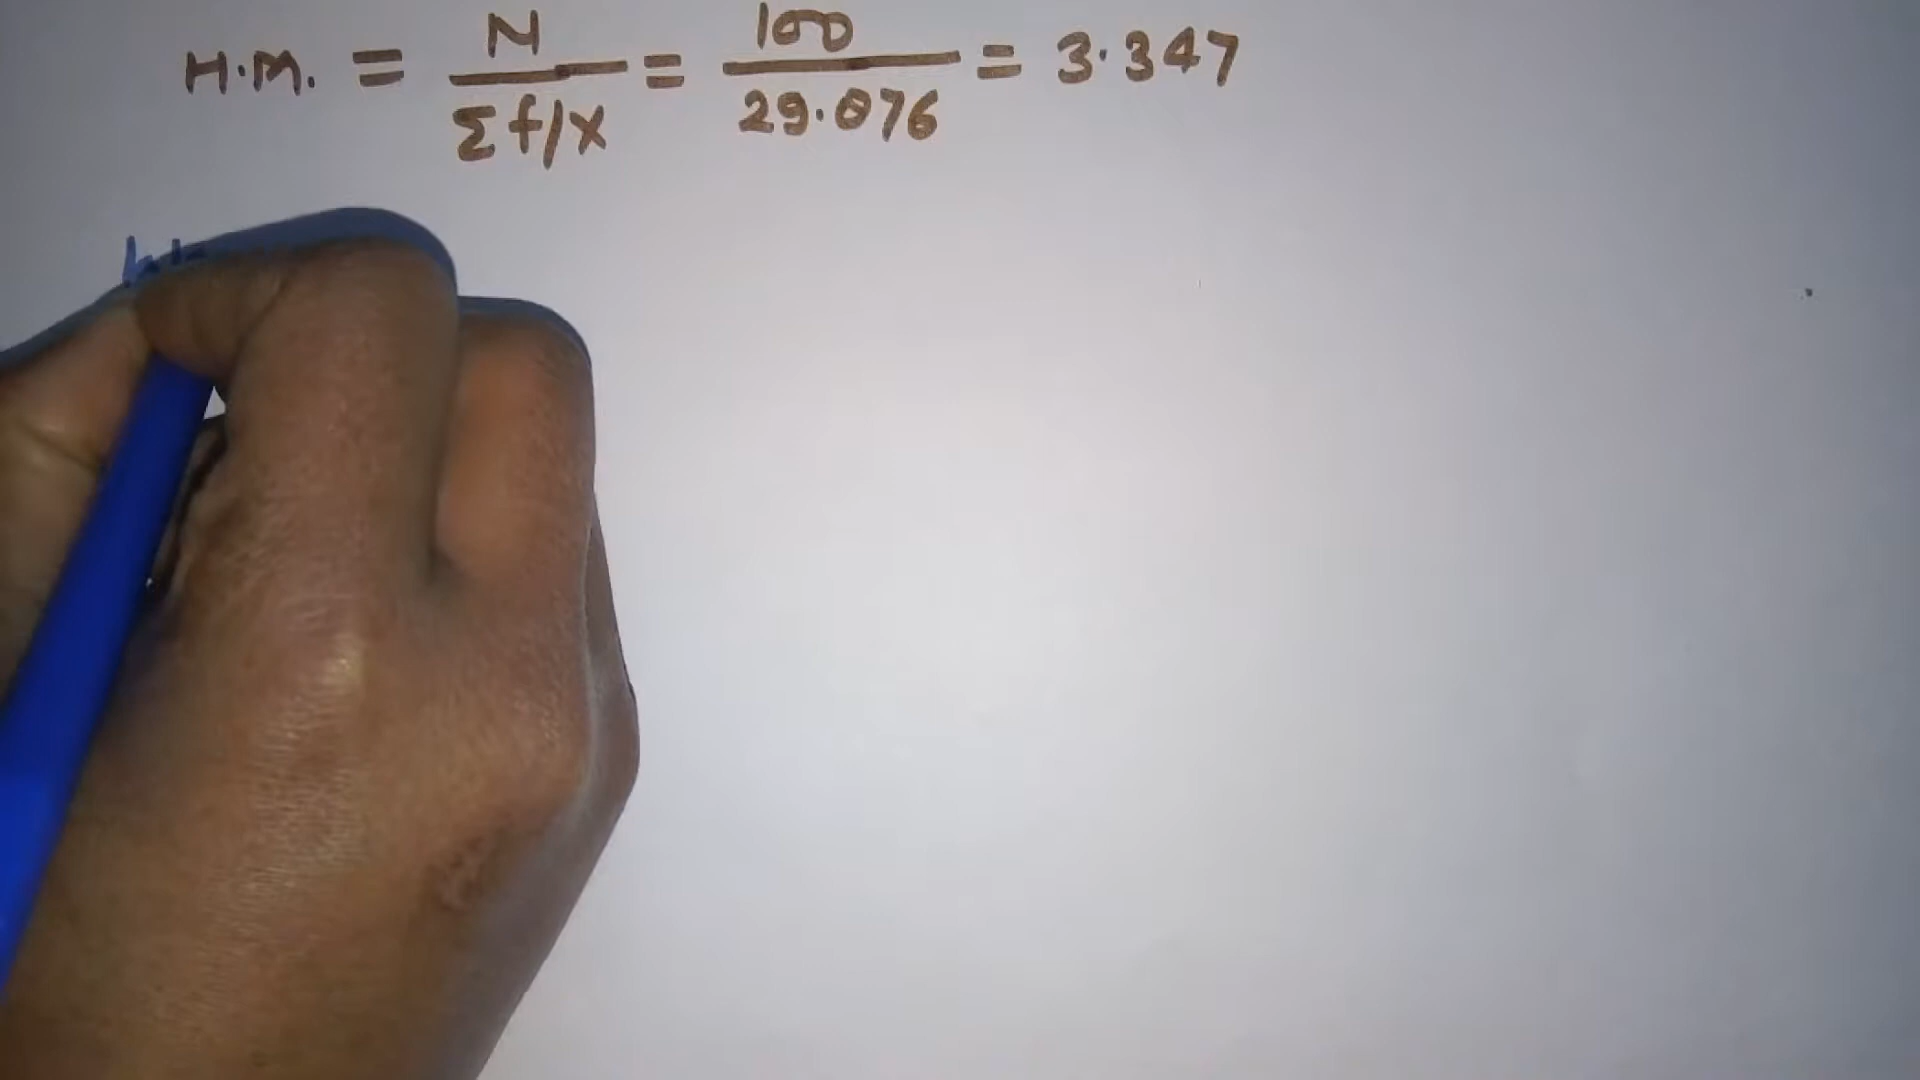 H.M. = N / Σf/x = 100 / 29.876 = 3.347